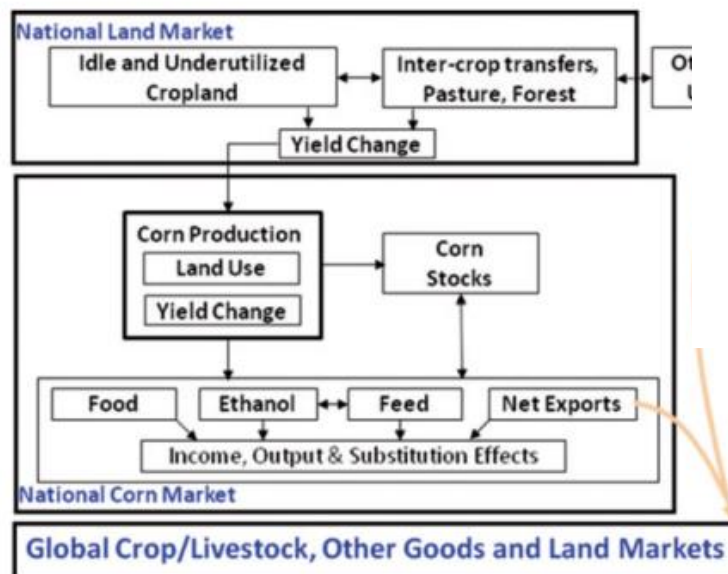 National Land Market
Idle and Underutilized
Cropland
Inter-crop transfers,
Pasture, Forest
Yield Change
Corn Production
Land Use
Yield Change
Corn
Stocks
Food
Ethanol
Feed
Net Exports
Income, Output & Substitution Effects
National Corn Market
Global Crop/Livestock, Other Goods and Land Markets